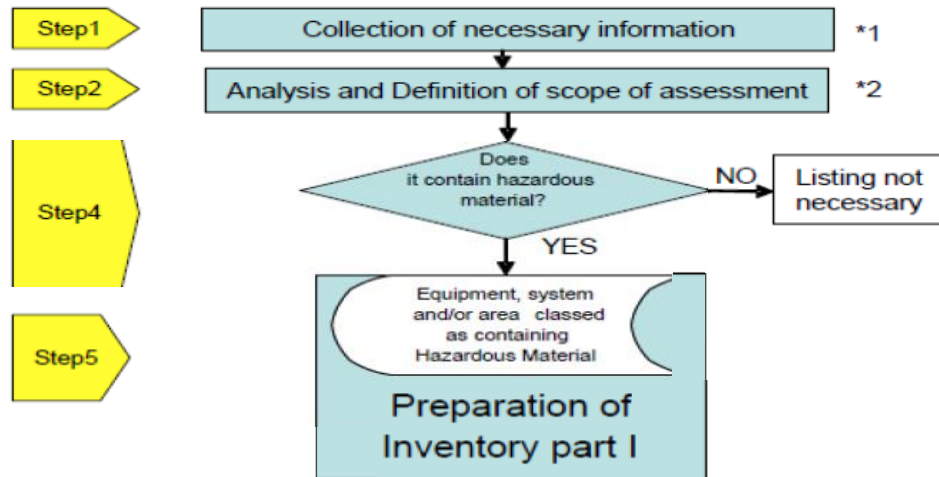 Step1
Collection of necessary information
*1
Step2
Analysis and Definition of scope of assessment
*2
Step4
Does
it contain hazardous
material?
NO
Listing not
necessary
YES
Step5
Equipment, system
and/or area classed
as containing
Hazardous Material
Preparation of
Inventory part I